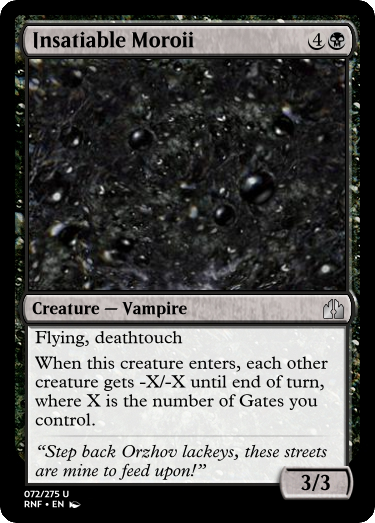 Insatiable Moroii 4
Creature — Vampire
Flying, deathtouch
When this creature enters, each other
creature gets -X/-X until end of turn,
where X is the number of Gates you
control.
“Step back Orzhov lackeys, these streets
are mine to feed upon!”
3/3
072/275 U
RNF • EN